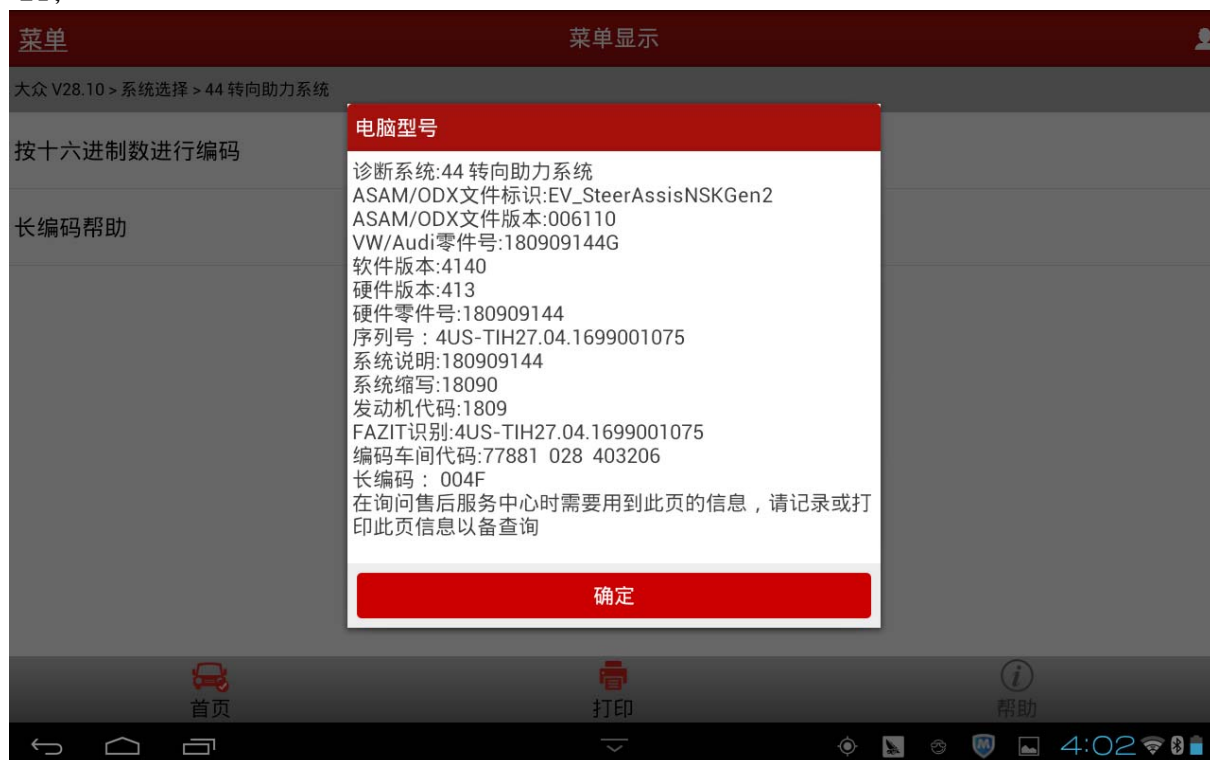 菜单
菜单显示
大众 V28.10 > 系统选择 > 44 转向助力系统
按十六进制数进行编码
长编码帮助
电脑型号
诊断系统:44 转向助力系统
ASAM/ODX文件标识:EV_SteerAssisNSKGen2
ASAM/ODX文件版本:006110
VW/Audi零件号:180909144G
软件版本:4140
硬件版本:413
硬件零件号:180909144
序列号：4US-TIH27.04.1699001075
系统说明:180909144
系统缩写:18090
发动机代码:1809
FAZIT识别:4US-TIH27.04.1699001075
编码车间代码:77881 028 403206
长编码： 004F
在询问售后服务中心时需要用到此页的信息，请记录或打
印此页信息以备查询
确定
首页
打印
帮助
4:02